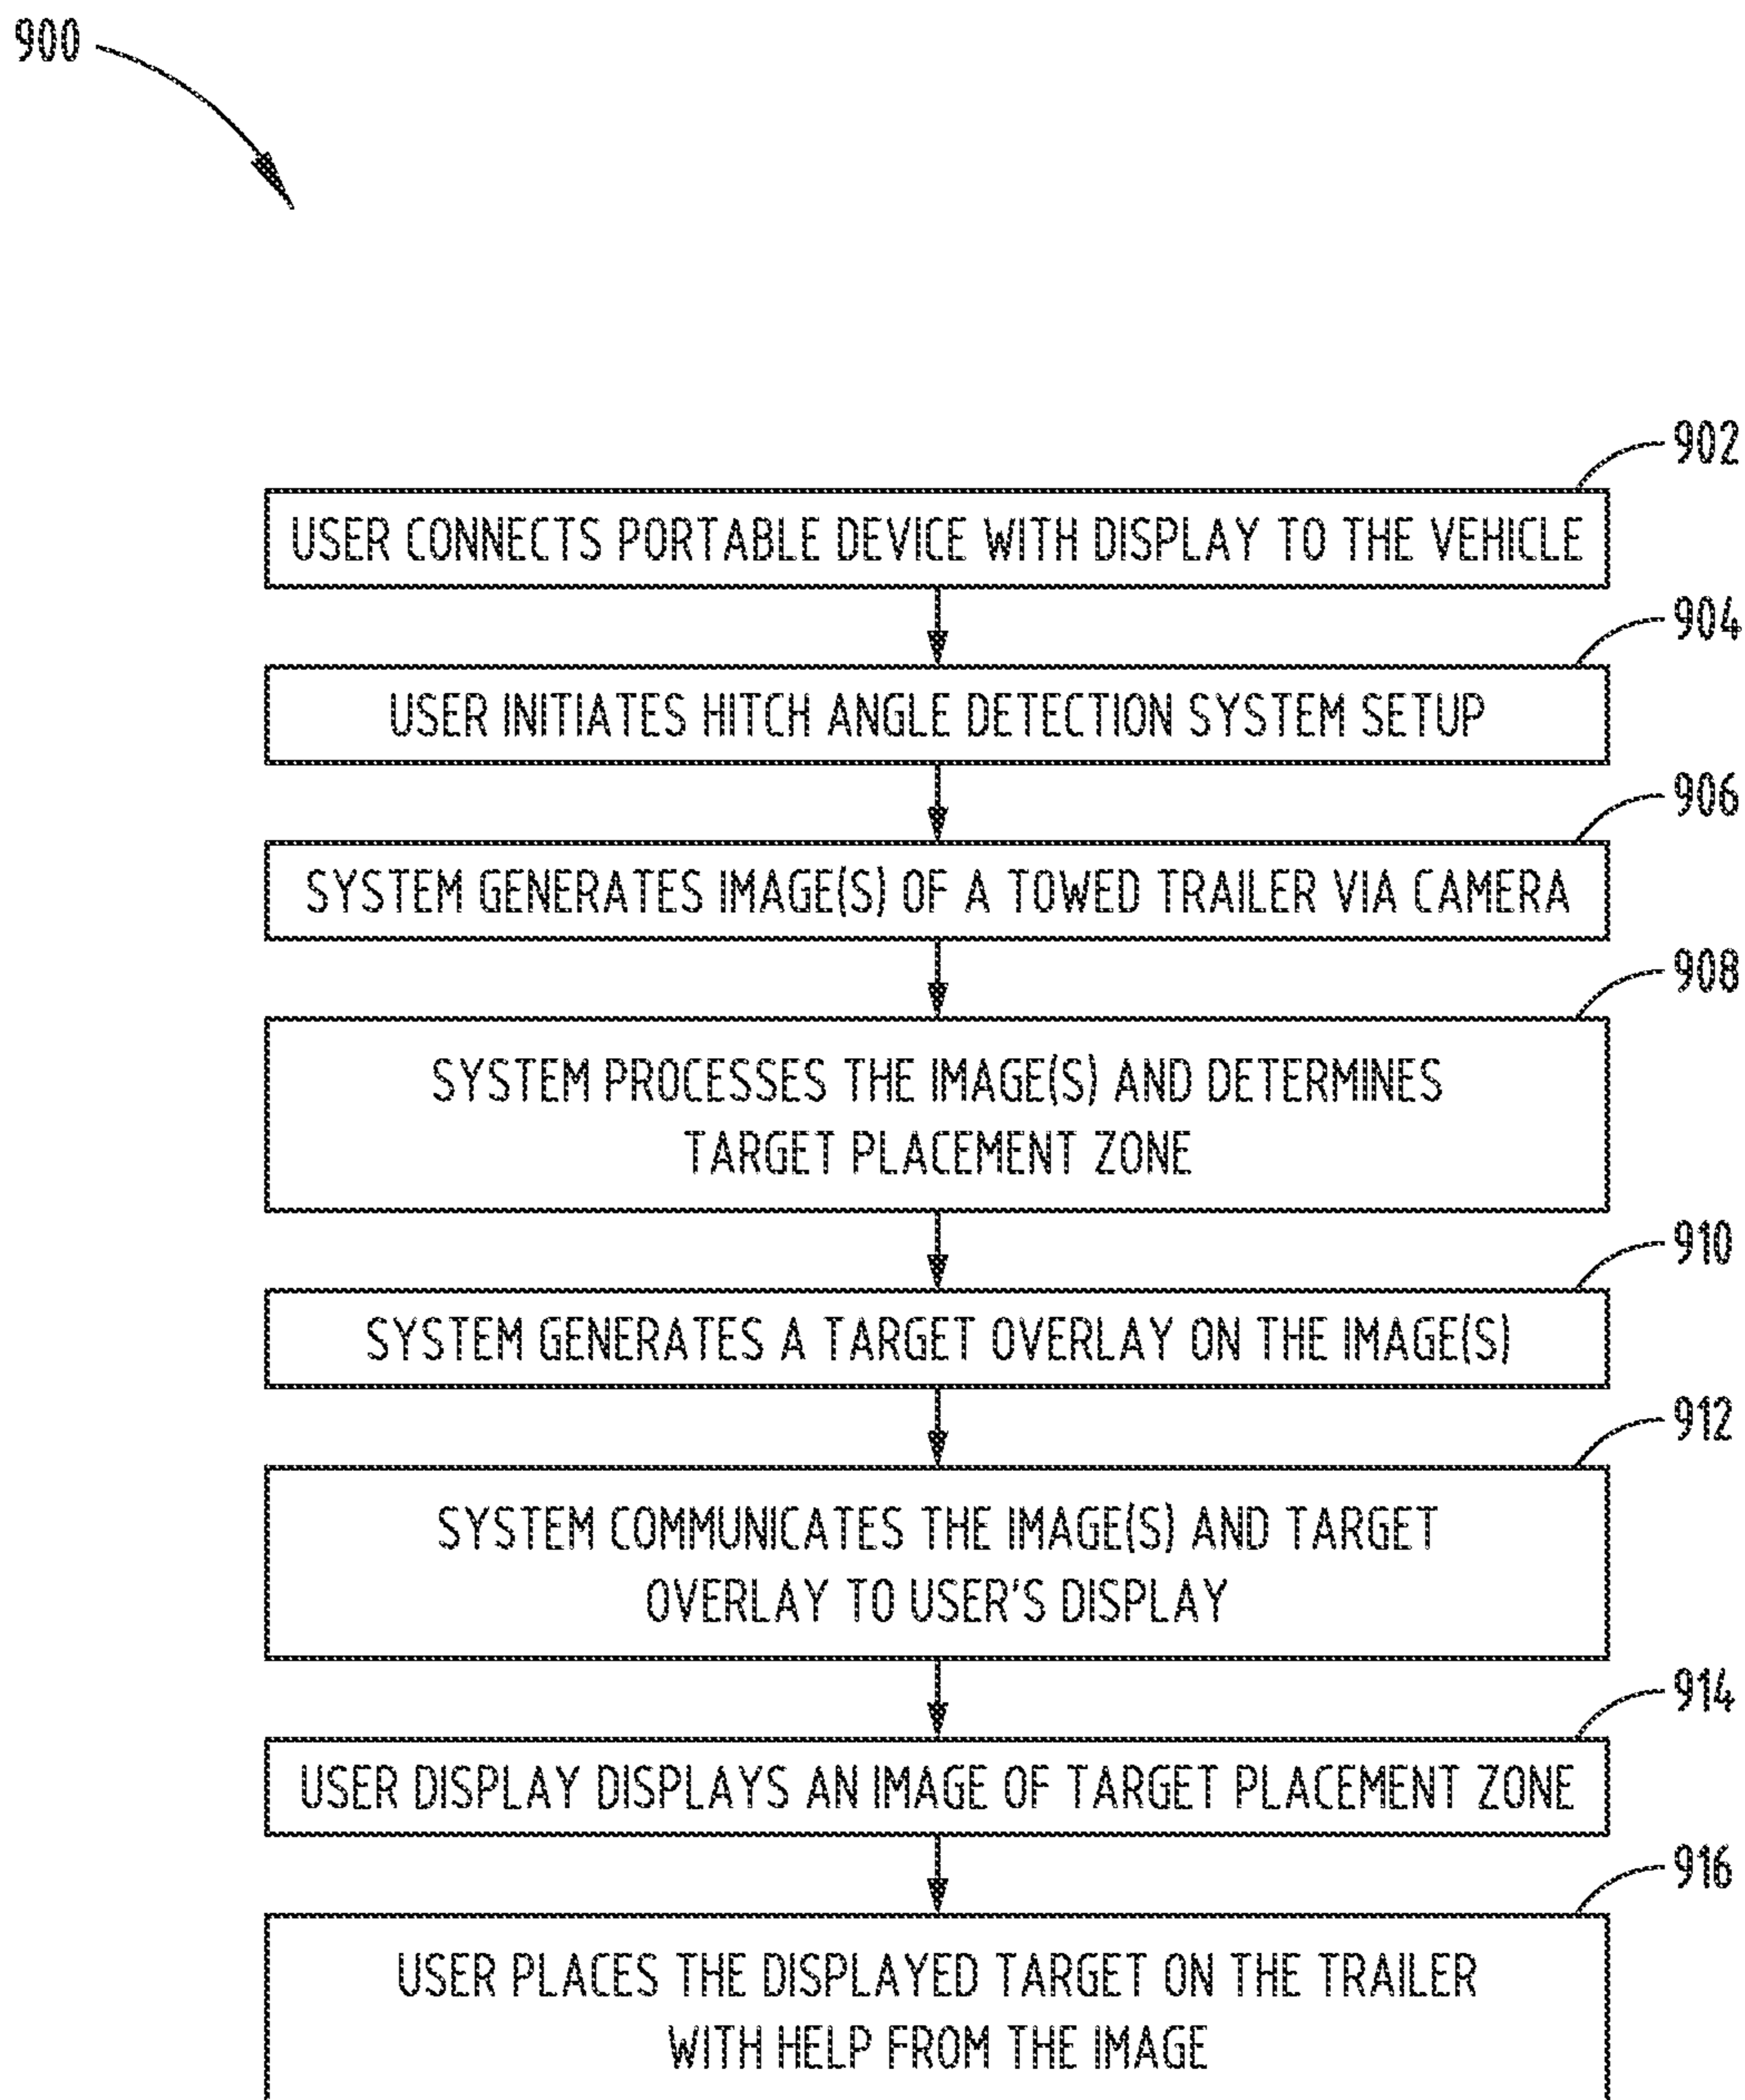 900
902
USER CONNECTS PORTABLE DEVICE WITH DISPLAY TO THE VEHICLE
904
USER INITIATES HITCH ANGLE DETECTION SYSTEM SETUP
906
SYSTEM GENERATES IMAGE(S) OF A TOWED TRAILER VIA CAMERA
908
SYSTEM PROCESSES THE IMAGE(S) AND DETERMINES
TARGET PLACEMENT ZONE
910
SYSTEM GENERATES A TARGET OVERLAY ON THE IMAGE(S)
912
SYSTEM COMMUNICATES THE IMAGE(S) AND TARGET
OVERLAY TO USER'S DISPLAY
914
USER DISPLAY DISPLAYS AN IMAGE OF TARGET PLACEMENT ZONE
916
USER PLACES THE DISPLAYED TARGET ON THE TRAILER
WITH HELP FROM THE IMAGE